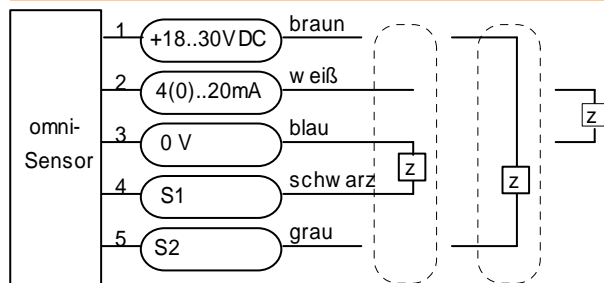 1 +18..30VDC braun
2 4(0)..20mA weiß
z
omni-
Sensor
3 0 V blau
z
z
4 S1 schwarz
5 S2 grau